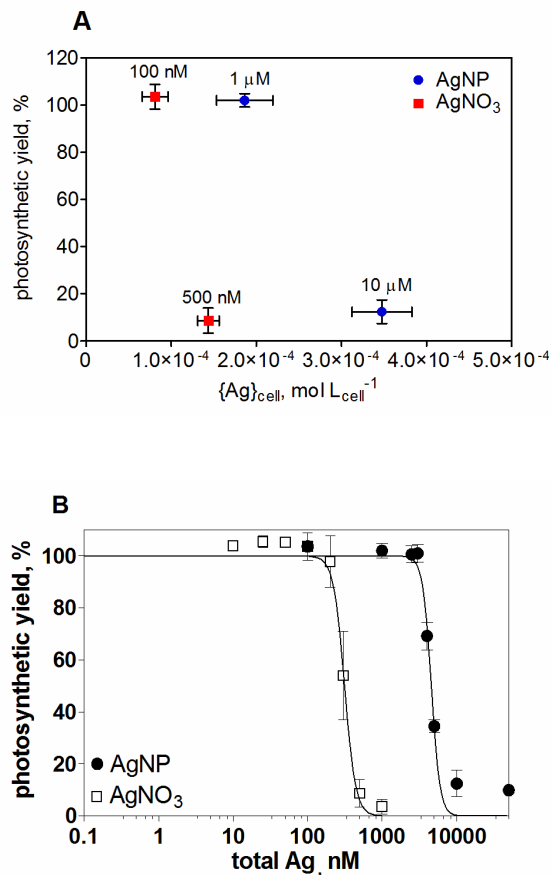 A
120
100
80
60
40
20
0
photosynthetic yield, %
100 nM
1 μM
AgNP
AgNO₃
500 nM
10 μM
0
1.0×10⁻⁴
2.0×10⁻⁴
3.0×10⁻⁴
4.0×10⁻⁴
5.0×10⁻⁴
{Ag}cell, mol Lcell⁻¹
B
100
80
60
40
20
0
photosynthetic yield, %
AgNP
AgNO₃
0.1
1
10
100
1000
10000
total Ag, nM